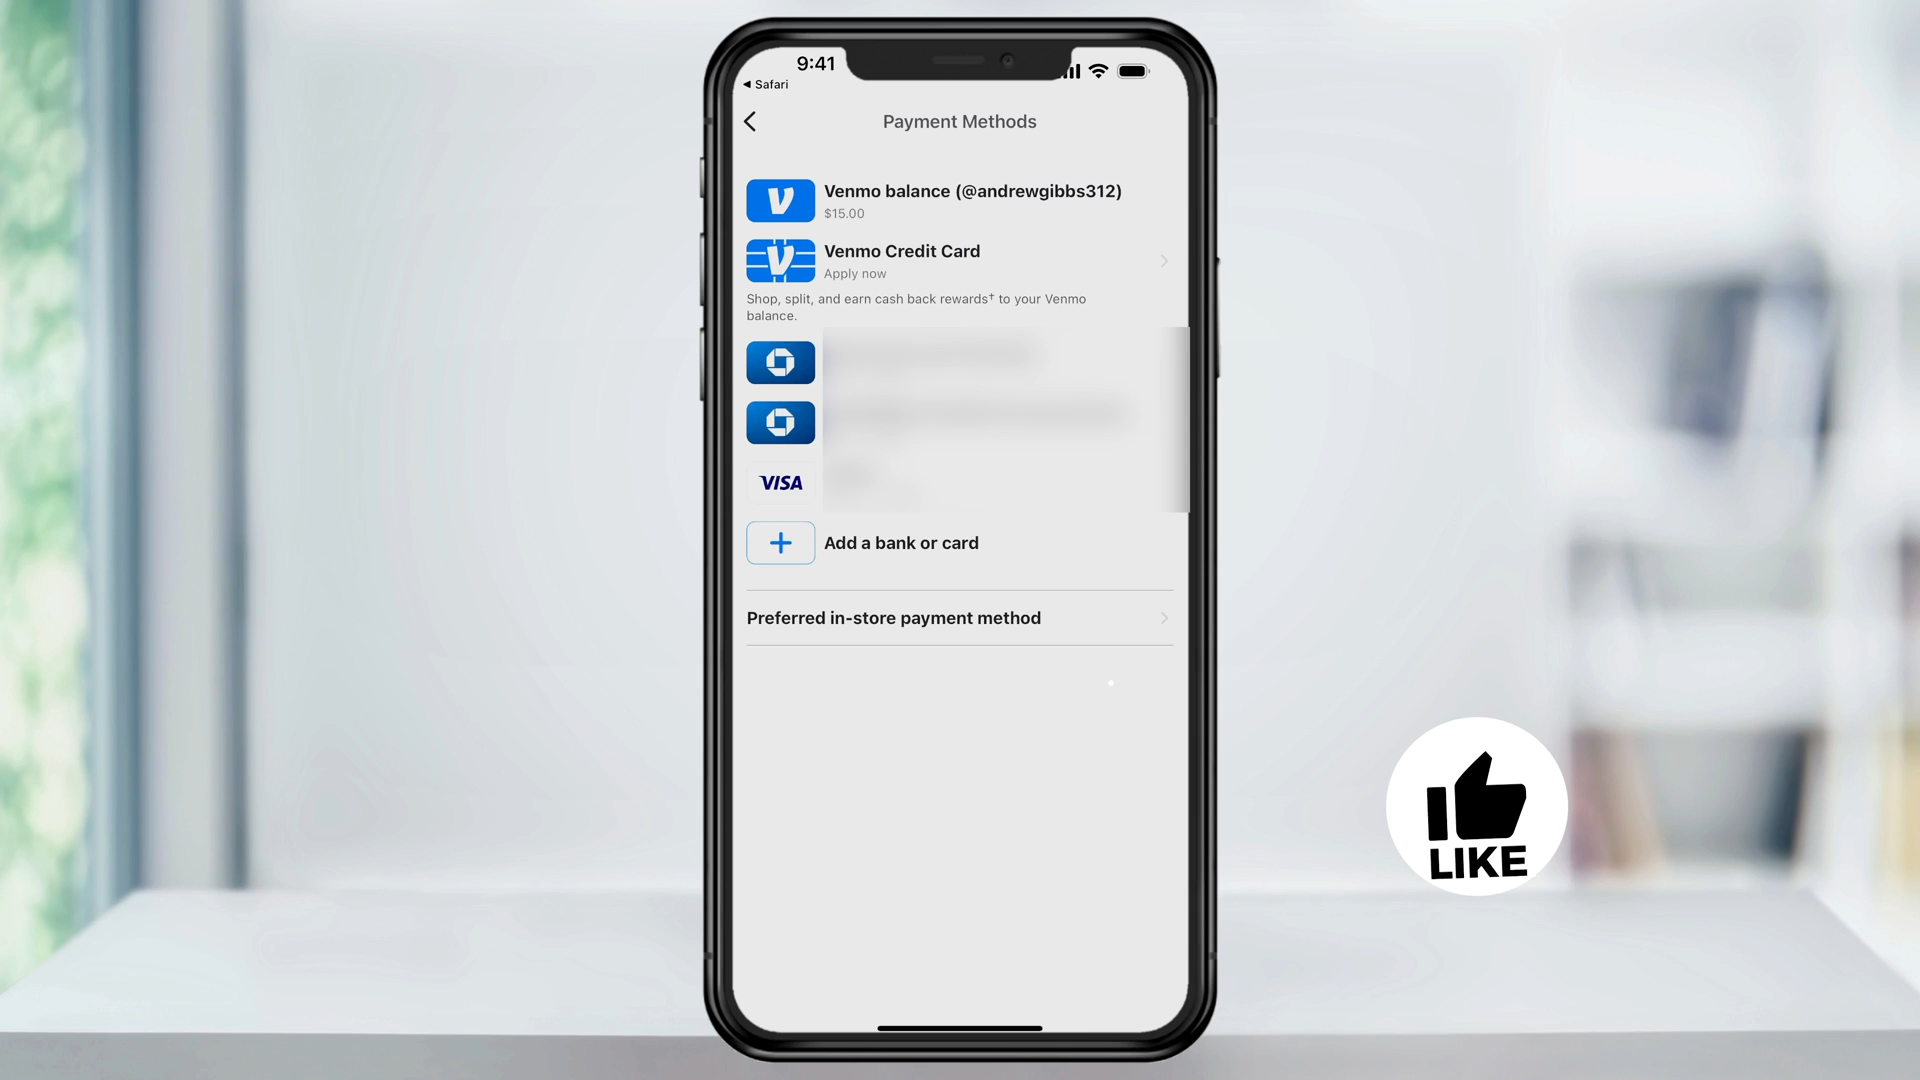 9:41
◀ Safari
Payment Methods
Venmo balance (@andrewgibbs312)
$15.00
Venmo Credit Card
Apply now
Shop, split, and earn cash back rewards† to your Venmo
balance.
VISA
Add a bank or card
Preferred in-store payment method
LIKE